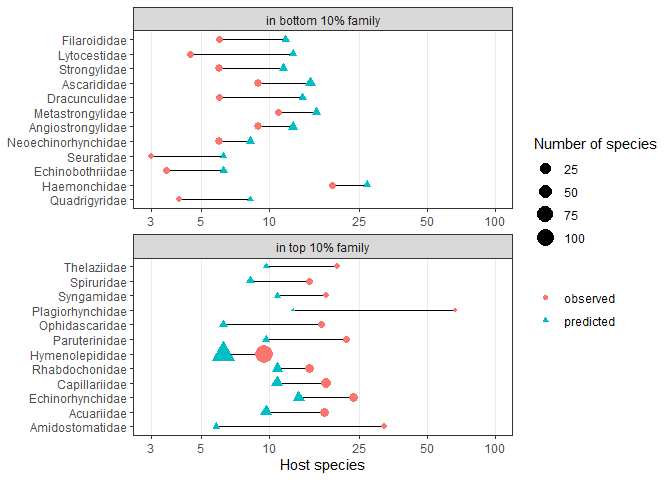 in bottom 10% family
Filaroididae
Lytocestidae
Strongylidae
Ascarididae
Dracunculidae
Metastrongylidae
Angiostrongylidae
Neoechinorhynchidae
Seuratidae
Echinobothriidae
Haemonchidae
Quadrigyridae
3 5 10 25 50 100
in top 10% family
Thelaziidae
Spiruridae
Syngamidae
Plagiorhynchidae
Ophidascaridae
Paruterinidae
Hymenolepididae
Rhabdochonidae
Capillariidae
Echinorhynchidae
Acuariidae
Amidostomatidae
3 5 10 25 50 100
Host species
Number of species
25
50
75
100
observed
predicted